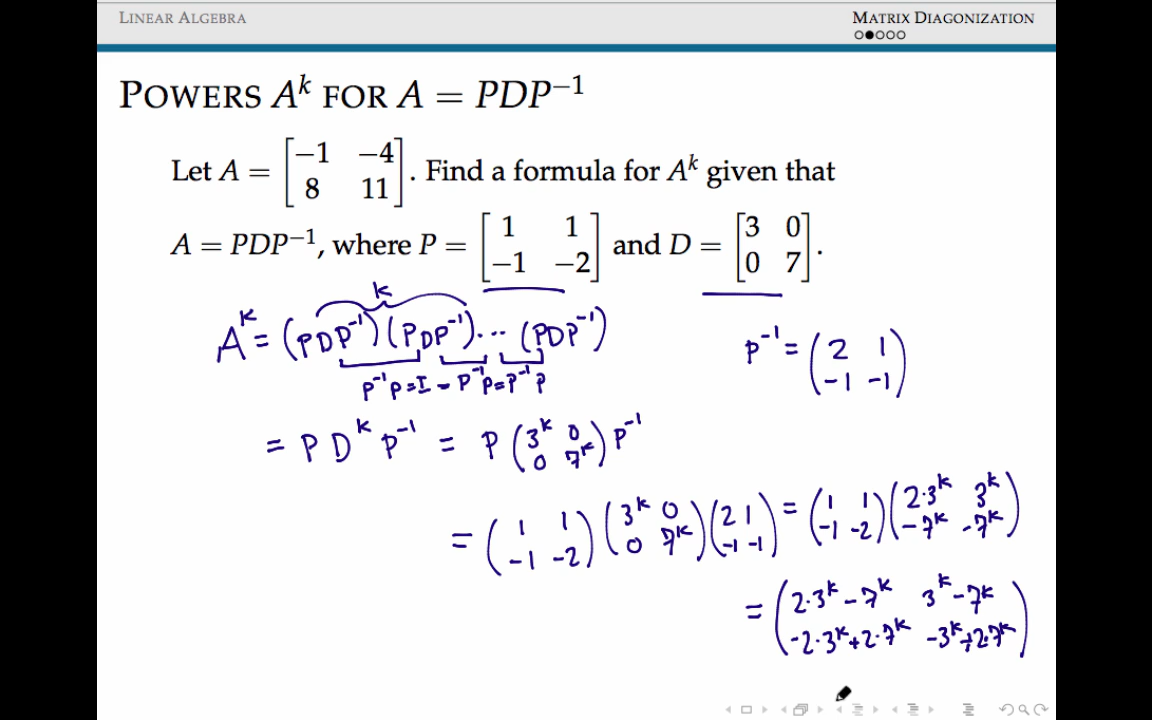 LINEAR ALGEBRA MATRIX DIAGONIZATION
POWERS A^k FOR A = PDP^−1
Let A = [−1 −4; 8 11]. Find a formula for A^k given that
A = PDP^−1, where P = [1 1; −1 −2] and D = [3 0; 0 7].
k
A^k = (PDP^-1)(PDP^-1)...(PDP^-1)
P^-1 = (2 1; -1 -1)
P^-1P = I = P^-1P = P^-1P
= P D^k P^-1 = P (3^k 0; 0 7^k) P^-1
= (1 1; -1 -2)(3^k 0; 0 7^k)(2 1; -1 -1) = (1 1; -1 -2)(2·3^k 3^k; -7^k -7^k)
= (2·3^k - 7^k 3^k - 7^k; -2·3^k + 2·7^k -3^k + 2·7^k)